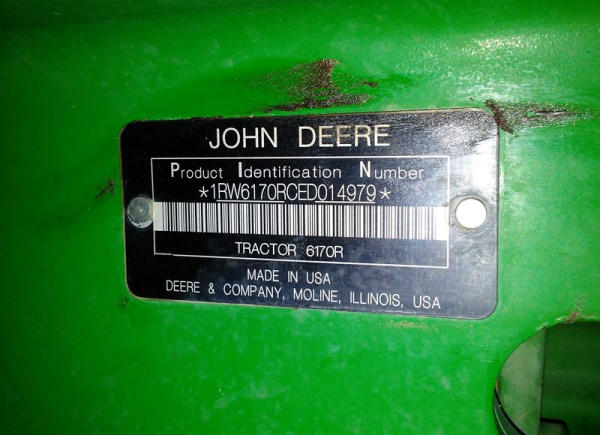 JOHN DEERE
Product Identification Number
*1RW6170RCED014979*
TRACTOR 6170R
MADE IN USA
DEERE & COMPANY, MOLINE, ILLINOIS, USA